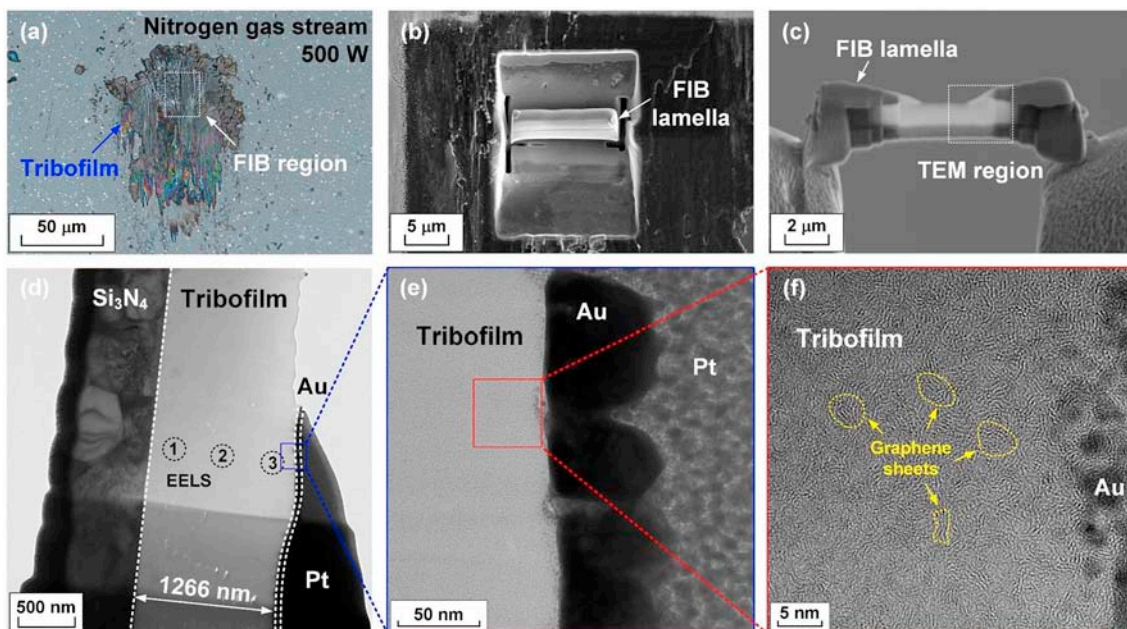 (a)
Nitrogen gas stream
500 W
Tribofilm
FIB region
50 μm
(b)
FIB
lamella
5 μm
(c)
FIB lamella
TEM region
2 μm
(d)
Si₃N₄
Tribofilm
Au
1
2
3
EELS
1266 nm
Pt
500 nm
(e)
Au
Tribofilm
Pt
50 nm
(f)
Tribofilm
Graphene
sheets
Au
5 nm